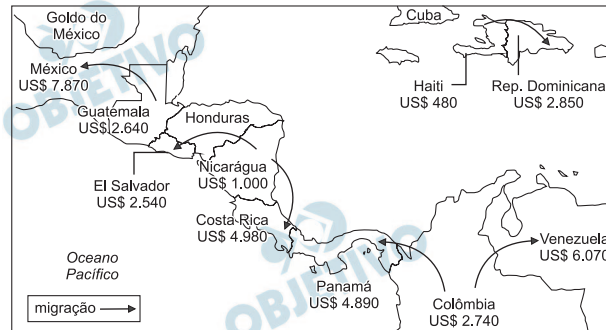 Goldo do
México
Cuba
México
US$ 7.870
Haiti
US$ 480
Rep. Dominicana
US$ 2.850
Guatemala
US$ 2.640
Honduras
Nicarágua
US$ 1.000
El Salvador
US$ 2.540
Costa Rica
US$ 4.980
Venezuela
US$ 6.070
Oceano
Pacífico
Panamá
US$ 4.890
Colômbia
US$ 2.740
migração
OBJETIVO
OBJETIVO